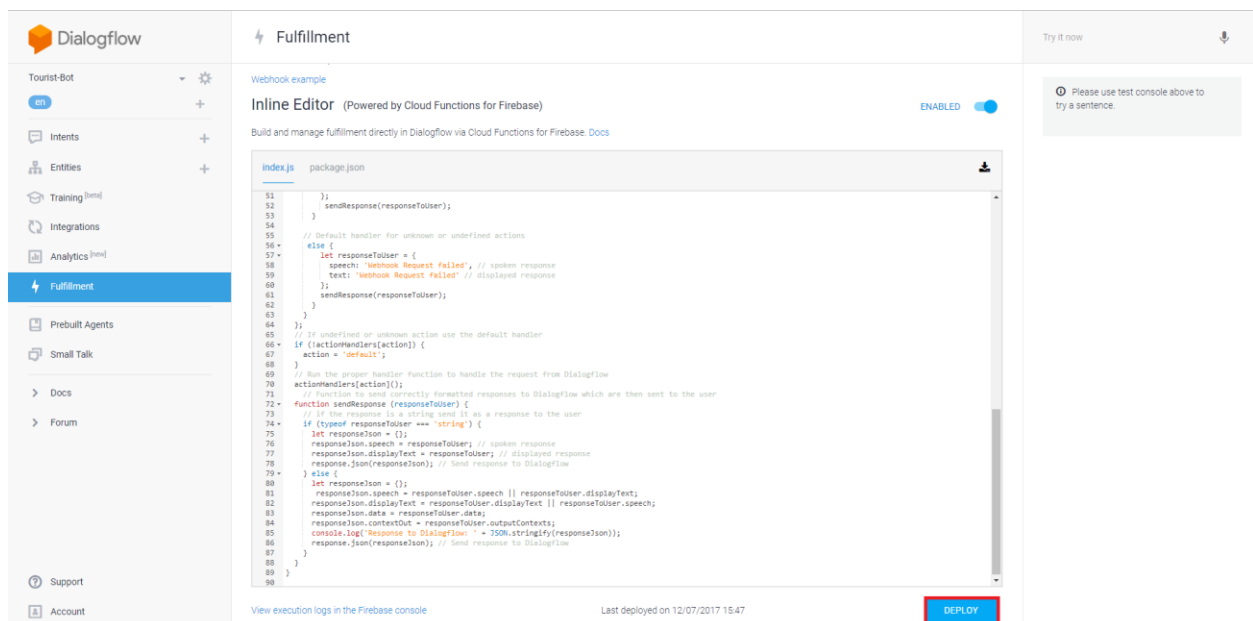 Dialogflow
Tourist-Bot
en
Intents
Entities
Training [beta]
Integrations
Analytics [new]
Fulfillment
Prebuilt Agents
Small Talk
Docs
Forum
Support
Account
Fulfillment
Webhook example
Inline Editor (Powered by Cloud Functions for Firebase)
ENABLED
Build and manage fulfillment directly in Dialogflow via Cloud Functions for Firebase. Docs
index.js package.json
51 };
52 sendResponse(responseToUser);
53 }
54
55 // Default handler for unknown or undefined actions
56 else {
57 let responseToUser = {
58 speech: 'Webhook Request failed', // spoken response
59 text: 'Webhook Request failed' // displayed response
60 };
61 sendResponse(responseToUser);
62 }
63 }
64 };
65 // If undefined or unknown action use the default handler
66 if (!actionHandlers[action]) {
67 action = 'default';
68 }
69 // Run the proper handler function to handle the request from Dialogflow
70 actionHandlers[action]();
71 // Function to send correctly formatted responses to Dialogflow which are then sent to the user
72 function sendResponse (responseToUser) {
73 // if the response is a string send it as a response to the user
74 if (typeof responseToUser === 'string') {
75 let responseJson = {};
76 responseJson.speech = responseToUser; // spoken response
77 responseJson.displayText = responseToUser; // displayed response
78 response.json(responseJson); // Send response to Dialogflow
79 } else {
80 let responseJson = {};
81 responseJson.speech = responseToUser.speech || responseToUser.displayText;
82 responseJson.displayText = responseToUser.displayText || responseToUser.speech;
83 responseJson.data = responseToUser.data;
84 responseJson.contextOut = responseToUser.outputContexts;
85 console.log('Response to Dialogflow: ' + JSON.stringify(responseJson));
86 response.json(responseJson); // Send response to Dialogflow
87 }
88 }
89 }
90
View execution logs in the Firebase console
Last deployed on 12/07/2017 15:47
DEPLOY
Try it now
Please use test console above to
try a sentence.